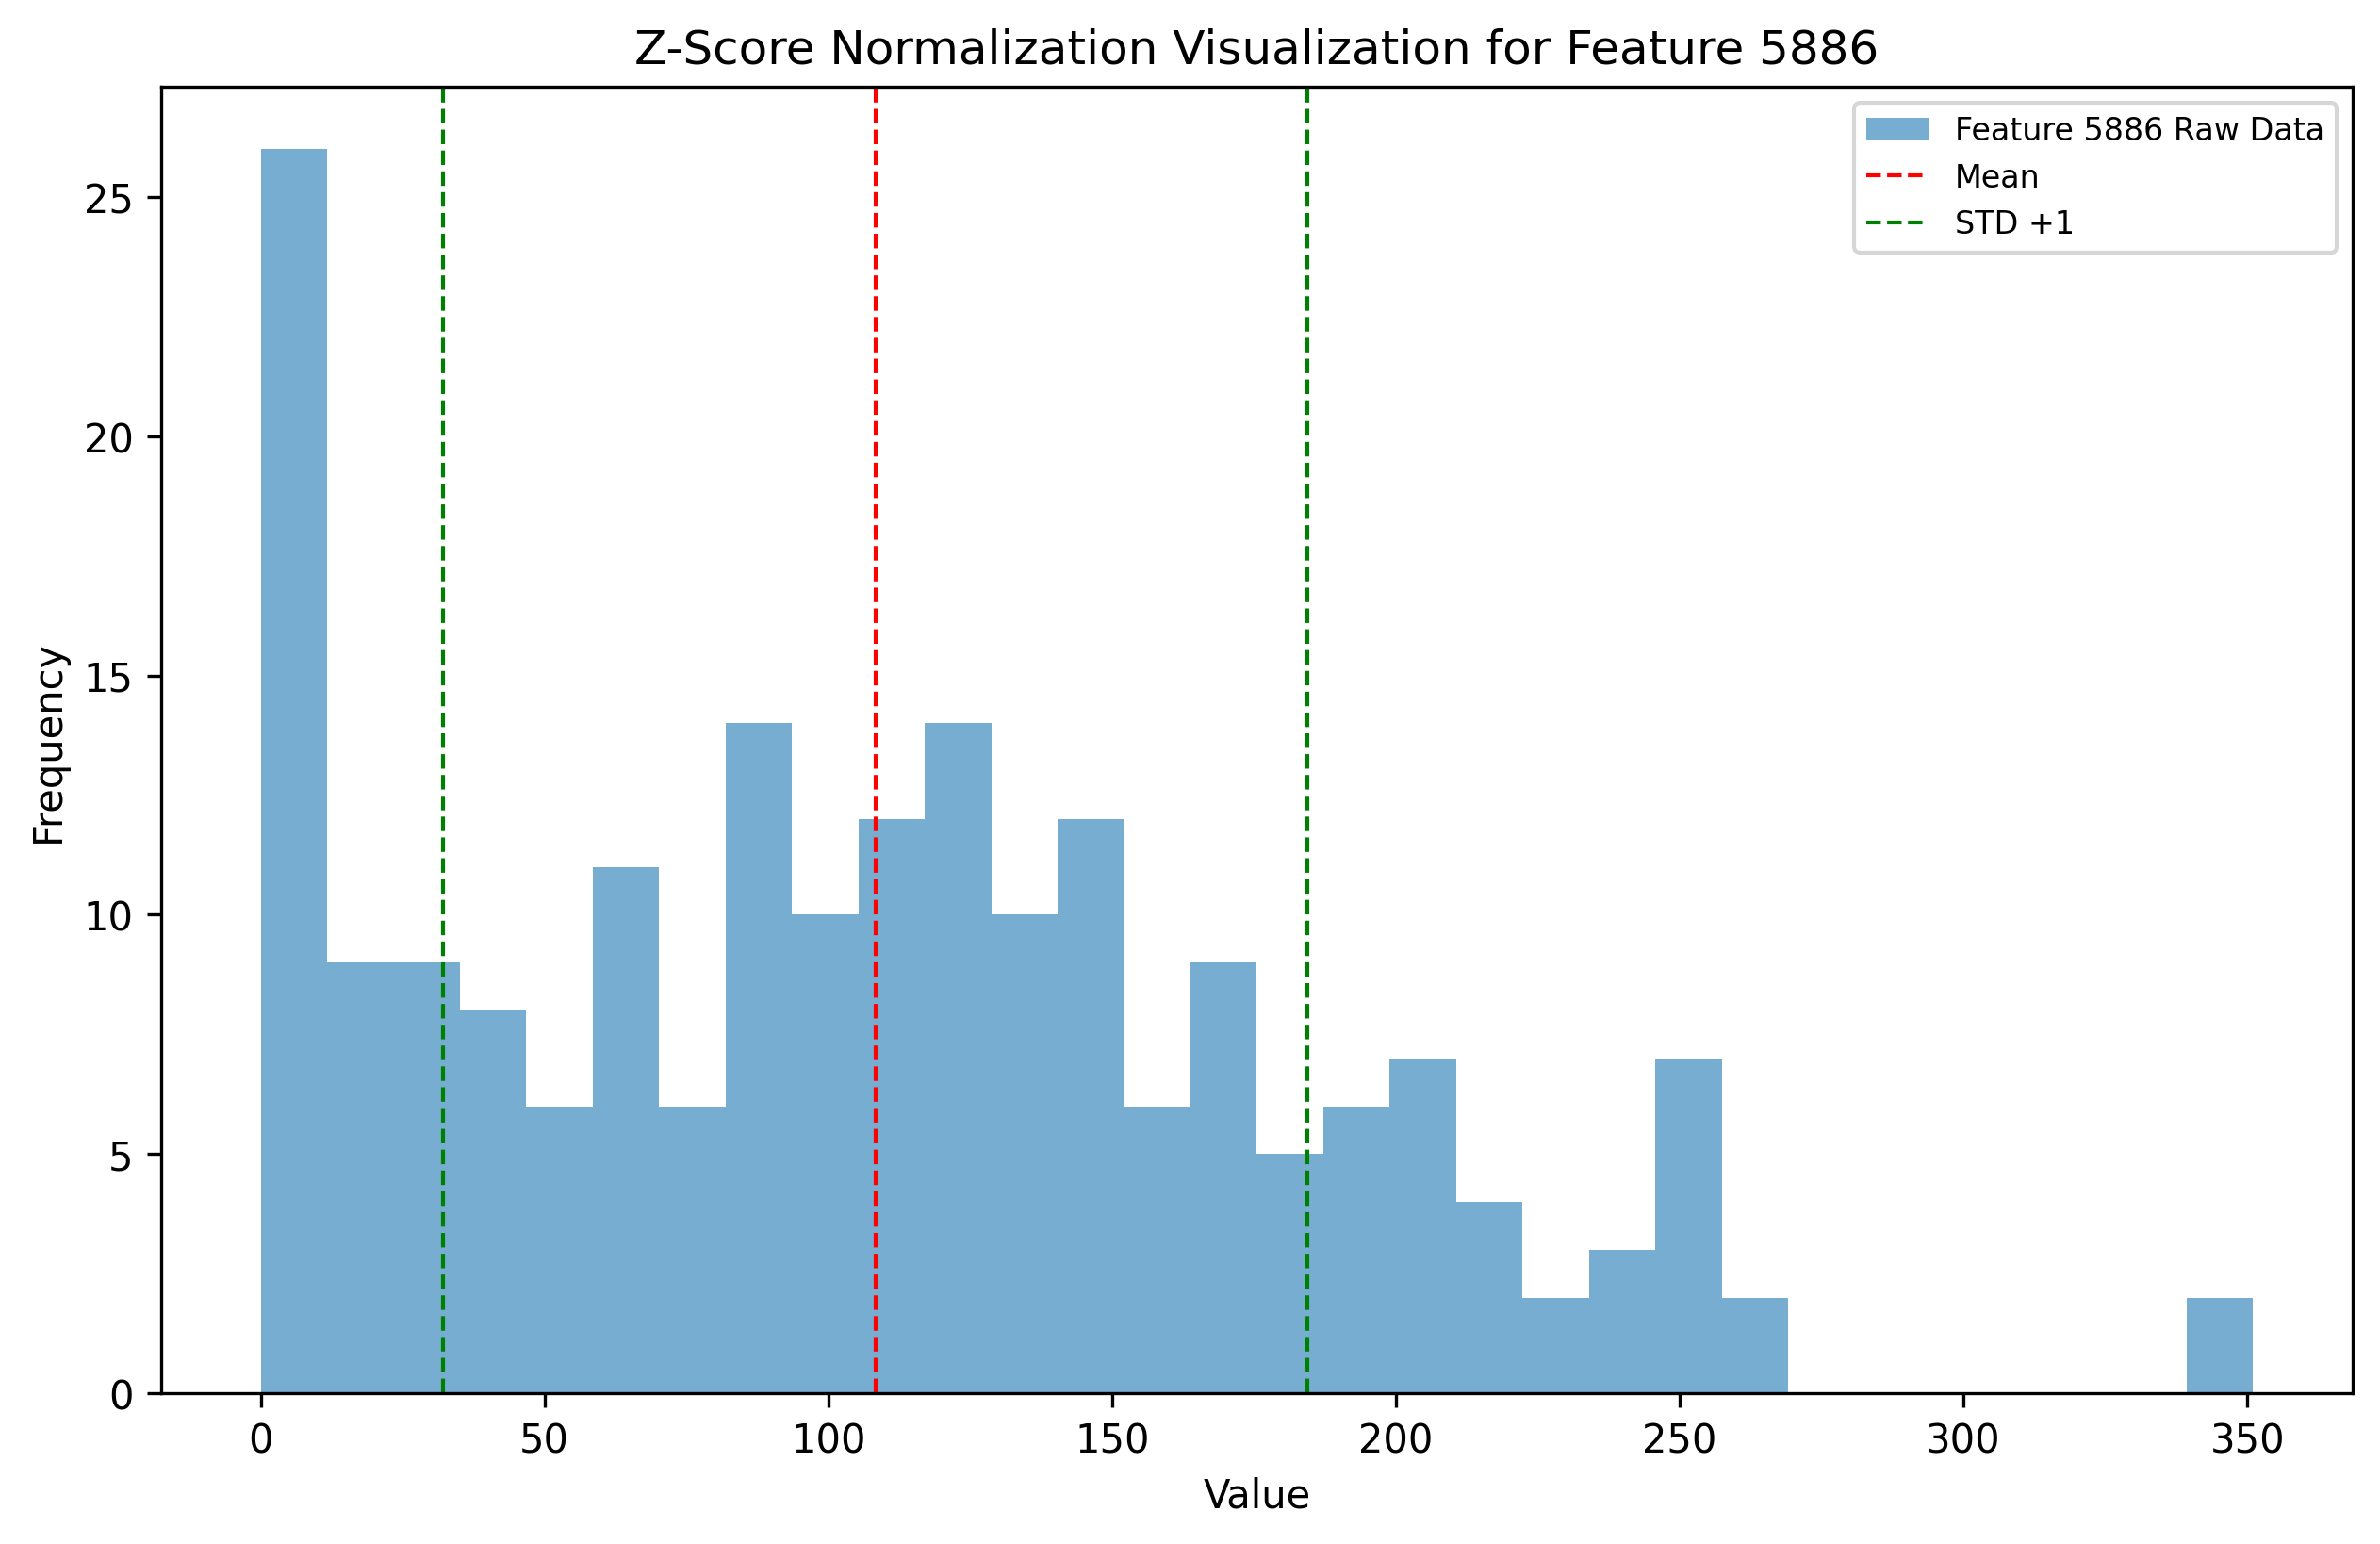 Z-Score Normalization Visualization for Feature 5886
Feature 5886 Raw Data
Mean
STD +1
25
20
15
10
5
0
Frequency
0 50 100 150 200 250 300 350
Value